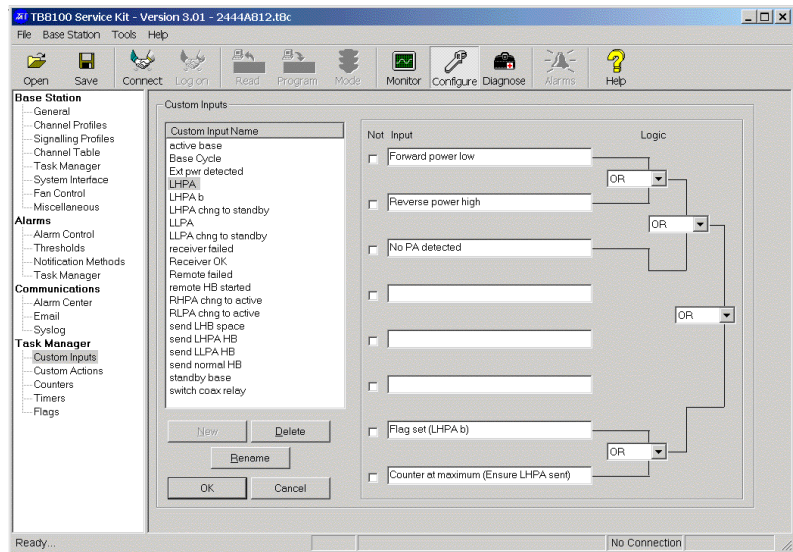 TB8100 Service Kit - Version 3.01 - 2444A812.t8c
File Base Station Tools Help
Open Save Connect Log on Read Program Mode Monitor Configure Diagnose Alarms Help
Base Station
General
Channel Profiles
Signalling Profiles
Channel Table
Task Manager
System Interface
Fan Control
Miscellaneous
Alarms
Alarm Control
Thresholds
Notification Methods
Task Manager
Communications
Alarm Center
Email
Syslog
Task Manager
Custom Inputs
Custom Actions
Counters
Timers
Flags
Custom Inputs
Custom Input Name
active base
Base Cycle
Ext pwr detected
LHPA
LHPA b
LHPA chng to standby
LLPA
LLPA chng to standby
receiver failed
Receiver OK
Remote failed
remote HB started
RHPA chng to active
RLPA chng to active
send LHB space
send LHPA HB
send LLPA HB
send normal HB
standby base
switch coax relay
New Delete
Rename
OK Cancel
Not Input Logic
Forward power low
OR
Reverse power high
OR
No PA detected
OR
Flag set (LHPA b)
OR
Counter at maximum (Ensure LHPA sent)
Ready... No Connection